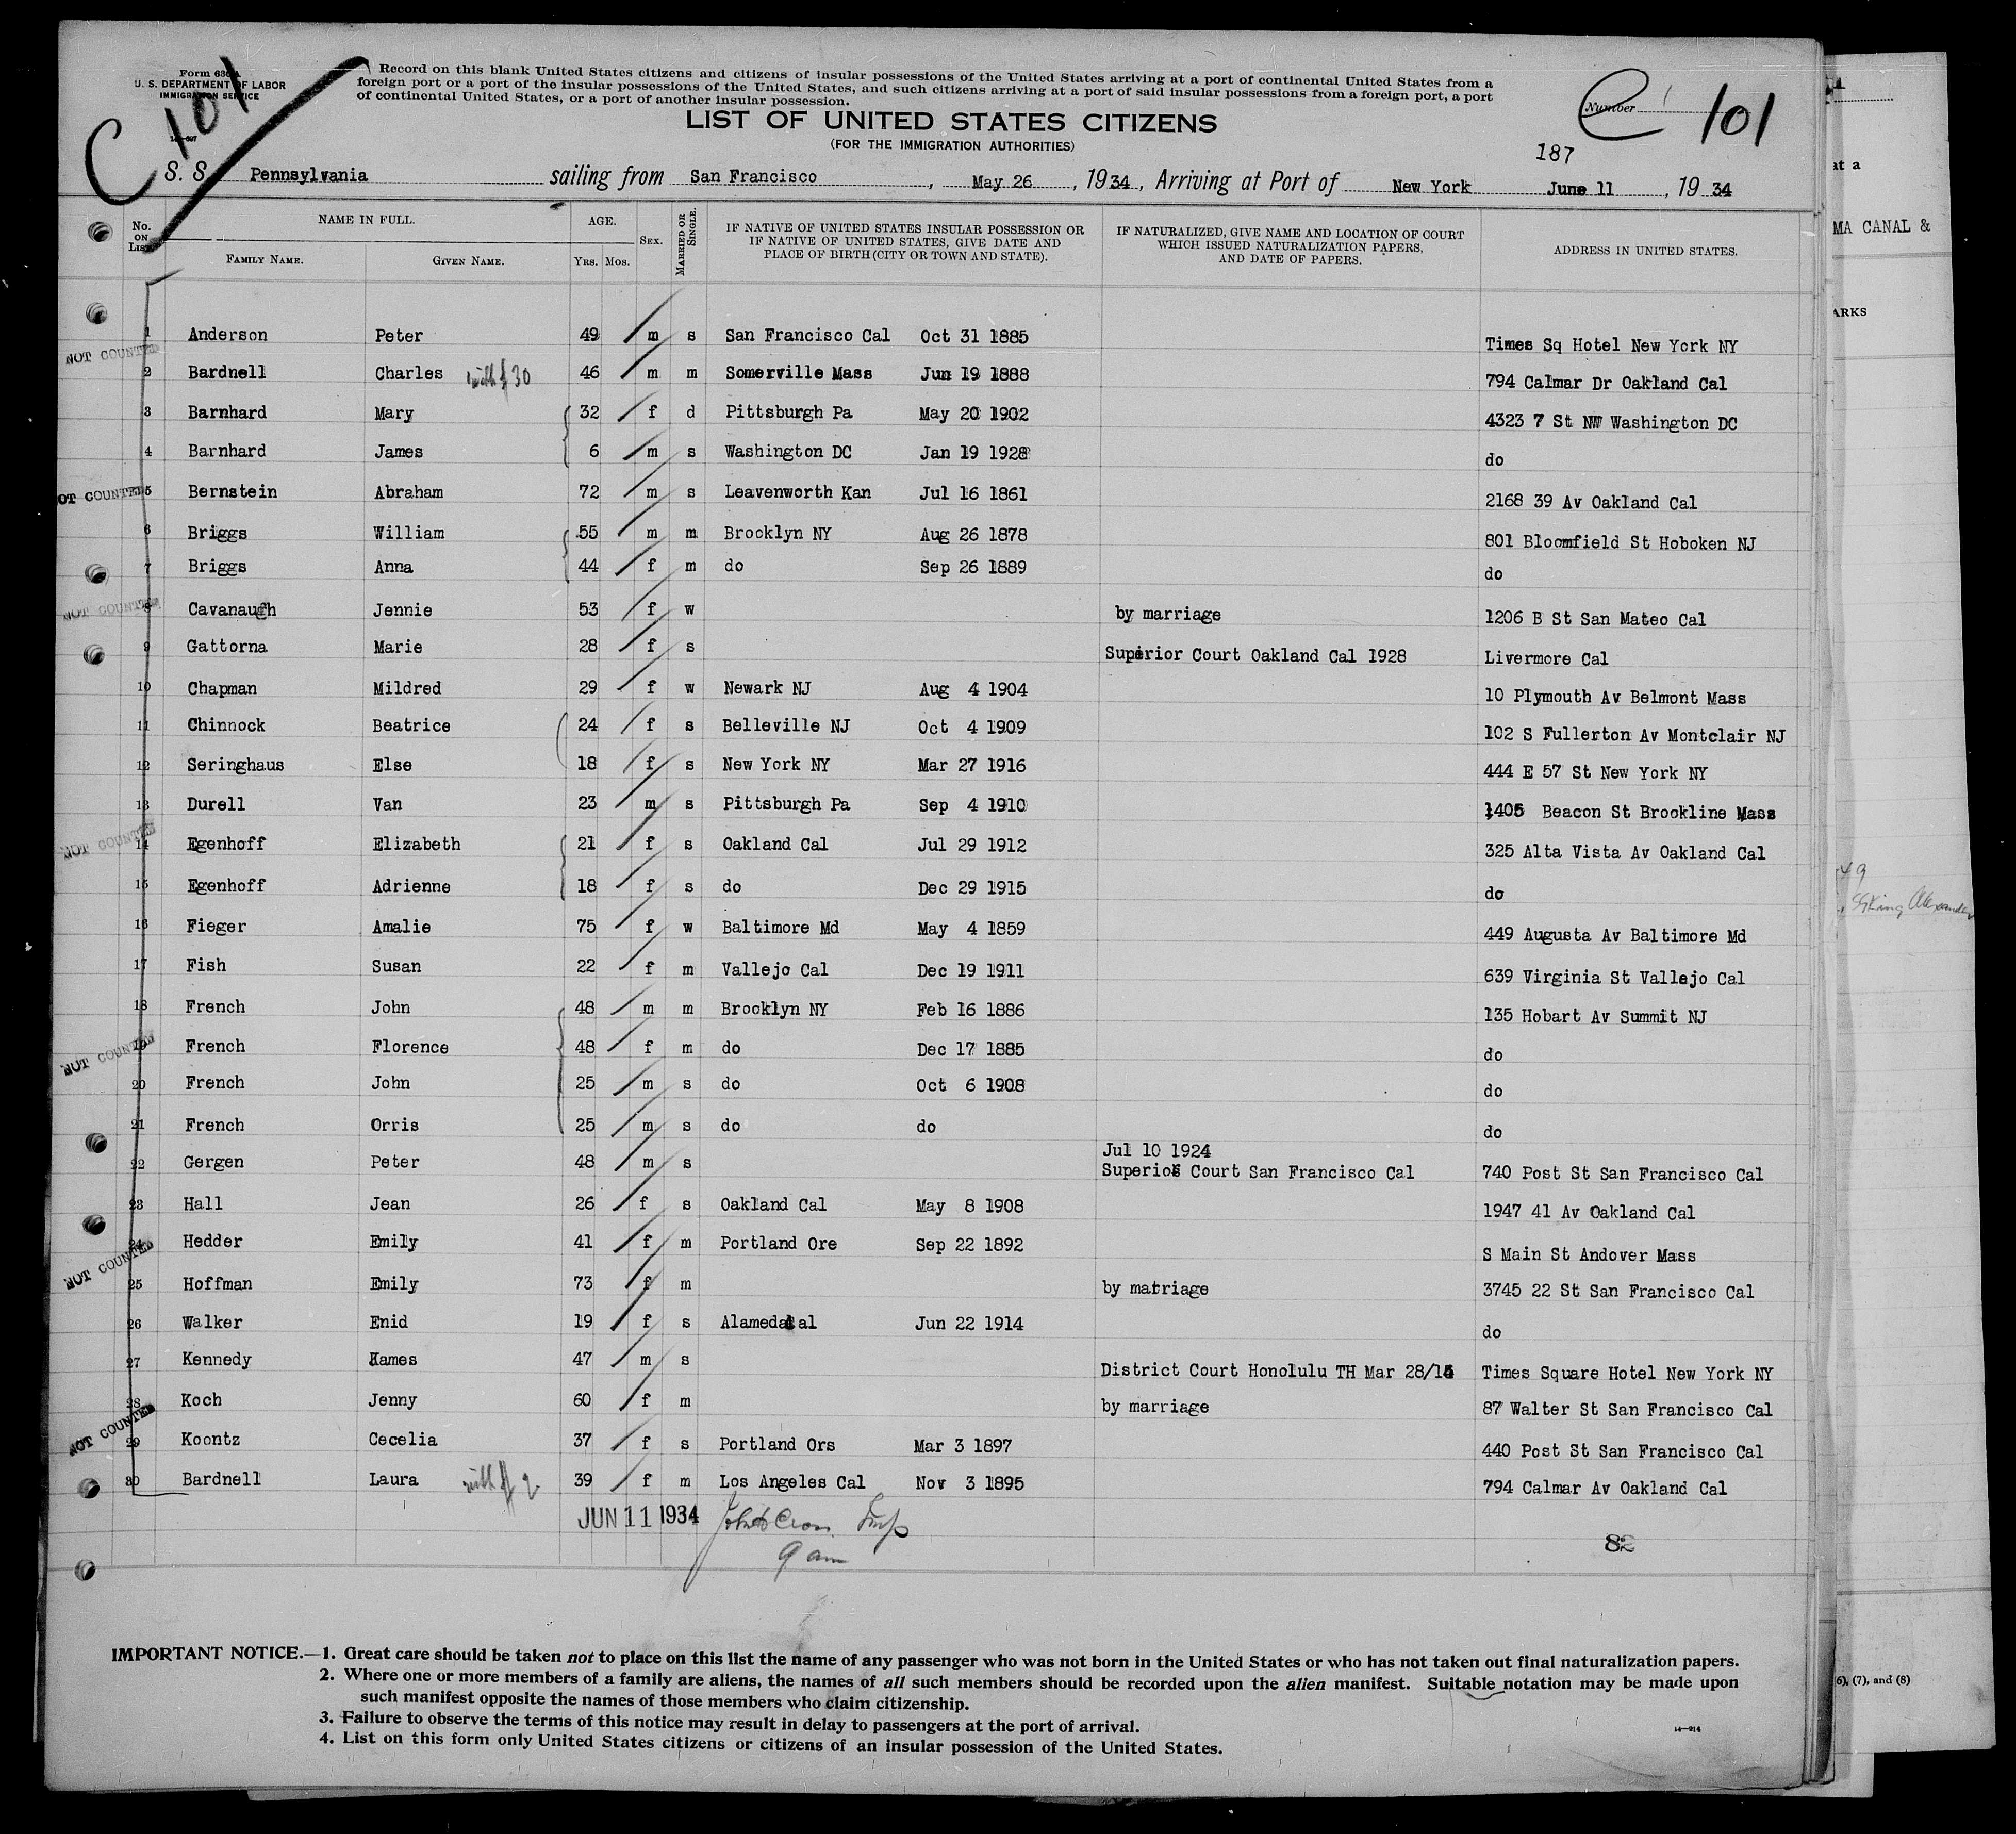 Form 630
U. S. DEPARTMENT OF LABOR
IMMIGRATION SERVICE
C 101
Record on this blank United States citizens and citizens of insular possessions of the United States arriving at a port of continental United States from a
foreign port or a port of the insular possessions of the United States, and such citizens arriving at a port of said insular possessions from a foreign port, a port
of continental United States, or a port of another insular possession.
Number
C 101
LIST OF UNITED STATES CITIZENS
(FOR THE IMMIGRATION AUTHORITIES)
187
S. S. Pennsylvania sailing from San Francisco, May 26, 1934, Arriving at Port of New York June 11, 1934
No. ON LIST NAME IN FULL. AGE. SEX. MARRIED OR SINGLE. IF NATIVE OF UNITED STATES INSULAR POSSESSION OR IF NATIVE OF UNITED STATES, GIVE DATE AND PLACE OF BIRTH (CITY OR TOWN AND STATE). IF NATURALIZED, GIVE NAME AND LOCATION OF COURT WHICH ISSUED NATURALIZATION PAPERS, AND DATE OF PAPERS. ADDRESS IN UNITED STATES.
FAMILY NAME. GIVEN NAME. YRS. MOS.
1 Anderson Peter 49 m s San Francisco Cal Oct 31 1885 Times Sq Hotel New York NY
NOT COUNTED
2 Bardnell Charles with # 30 46 m m Somerville Mass Jun 19 1888 794 Calmar Dr Oakland Cal
3 Barnhard Mary 32 f d Pittsburgh Pa May 20 1902 4323 7 St NW Washington DC
4 Barnhard James 6 m s Washington DC Jan 19 1928 do
OT COUNTED
5 Bernstein Abraham 72 m s Leavenworth Kan Jul 16 1861 2168 39 Av Oakland Cal
6 Briggs William 55 m m Brooklyn NY Aug 26 1878 801 Bloomfield St Hoboken NJ
7 Briggs Anna 44 f m do Sep 26 1889 do
NOT COUNTED
8 Cavanaugh Jennie 53 f w by marriage 1206 B St San Mateo Cal
9 Gattorna Marie 28 f s Superior Court Oakland Cal 1928 Livermore Cal
10 Chapman Mildred 29 f w Newark NJ Aug 4 1904 10 Plymouth Av Belmont Mass
11 Chinnock Beatrice 24 f s Belleville NJ Oct 4 1909 102 S Fullerton Av Montclair NJ
12 Seringhaus Else 18 f s New York NY Mar 27 1916 444 E 57 St New York NY
13 Durell Van 23 m s Pittsburgh Pa Sep 4 1910 1405 Beacon St Brookline Mass
NOT COUNTED
14 Egenhoff Elizabeth 21 f s Oakland Cal Jul 29 1912 325 Alta Vista Av Oakland Cal
15 Egenhoff Adrienne 18 f s do Dec 29 1915 do
16 Fieger Amalie 75 f w Baltimore Md May 4 1859 449 Augusta Av Baltimore Md
17 Fish Susan 22 f m Vallejo Cal Dec 19 1911 639 Virginia St Vallejo Cal
18 French John 48 m m Brooklyn NY Feb 16 1886 135 Hobart Av Summit NJ
NOT COUNTED
19 French Florence 48 f m do Dec 17 1885 do
20 French John 25 m s do Oct 6 1908 do
21 French Orris 25 m s do do do
Jul 10 1924
22 Gergen Peter 48 m s Superior Court San Francisco Cal 740 Post St San Francisco Cal
23 Hall Jean 26 f s Oakland Cal May 8 1908 1947 41 Av Oakland Cal
NOT COUNTED
24 Hedder Emily 41 f m Portland Ore Sep 22 1892 S Main St Andover Mass
25 Hoffman Emily 73 f m by matriage 3745 22 St San Francisco Cal
26 Walker Enid 19 f s Alameda Cal Jun 22 1914 do
27 Kennedy Hames 47 m s District Court Honolulu TH Mar 28/15 Times Square Hotel New York NY
28 Koch Jenny 60 f m by marriage 87 Walter St San Francisco Cal
NOT COUNTED
29 Koontz Cecelia 37 f s Portland Ors Mar 3 1897 440 Post St San Francisco Cal
30 Bardnell Laura with # 2 39 f m Los Angeles Cal Nov 3 1895 794 Calmar Av Oakland Cal
JUN 11 1934
9 am
82
IMPORTANT NOTICE.—1. Great care should be taken not to place on this list the name of any passenger who was not born in the United States or who has not taken out final naturalization papers.
2. Where one or more members of a family are aliens, the names of all such members should be recorded upon the alien manifest. Suitable notation may be made upon
such manifest opposite the names of those members who claim citizenship.
3. Failure to observe the terms of this notice may result in delay to passengers at the port of arrival.
4. List on this form only United States citizens or citizens of an insular possession of the United States.
14—914
at a
MA CANAL &
ARKS
49
King Alexander
6), (7), and (8)